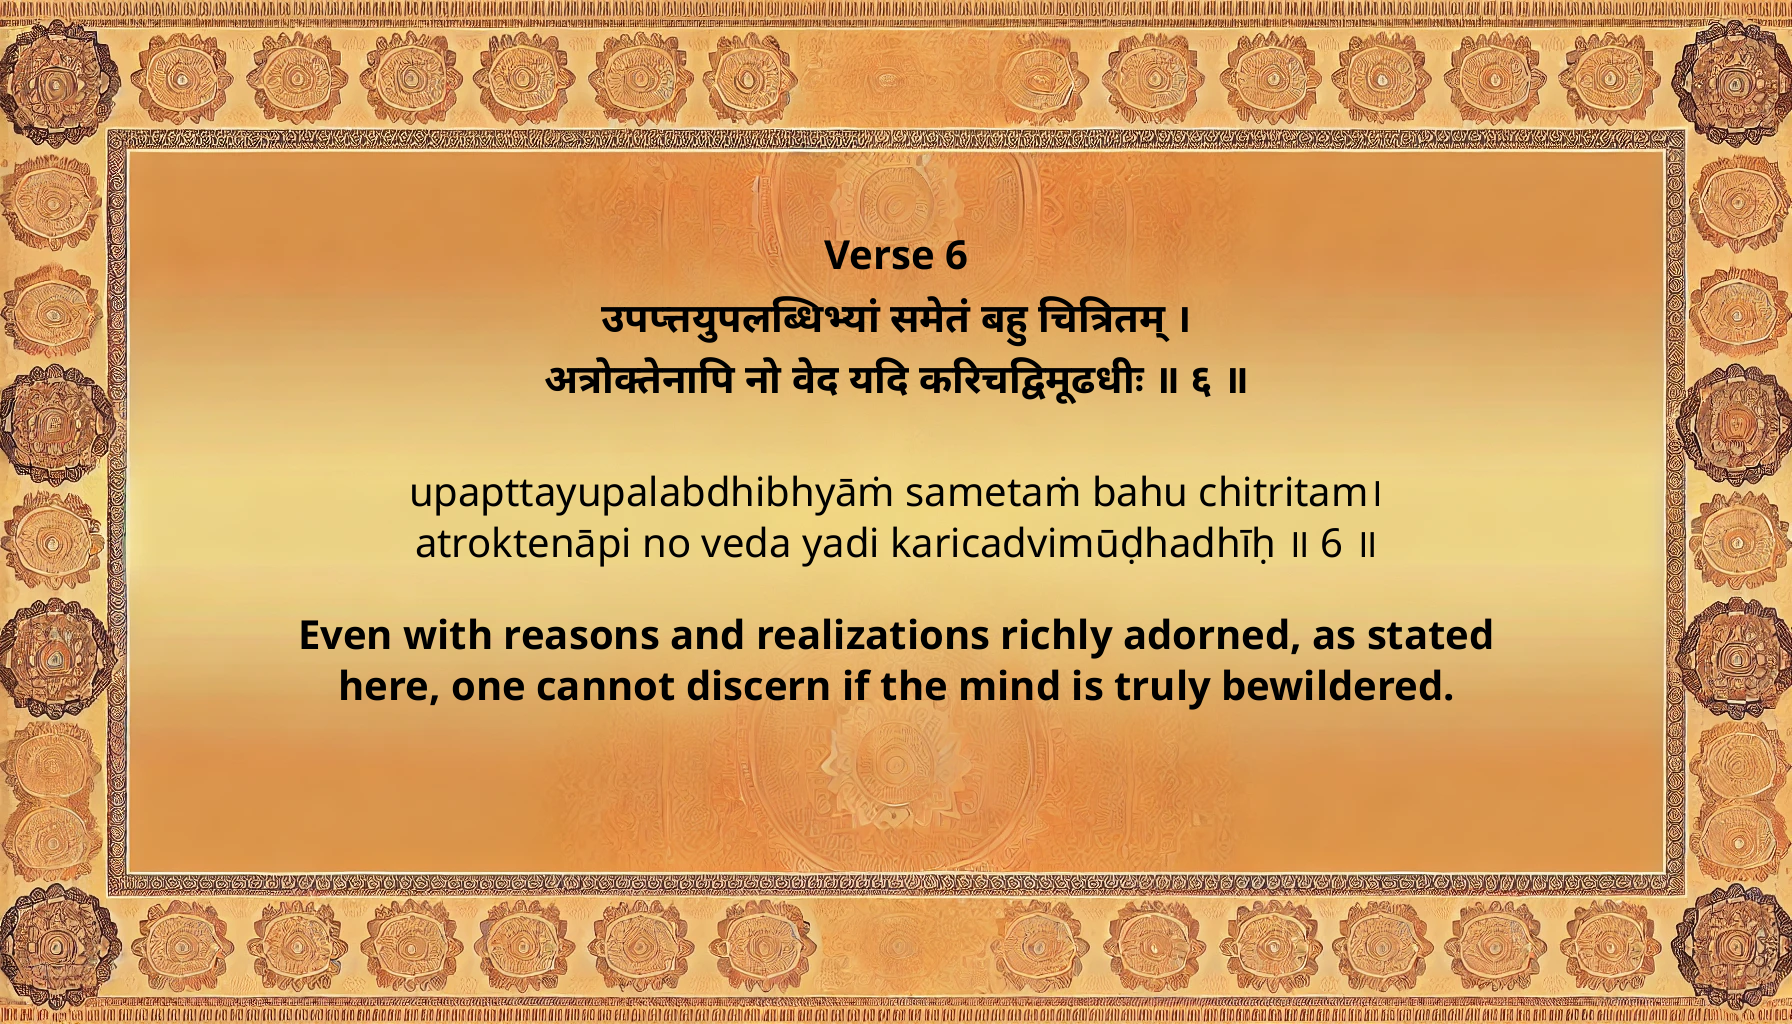 Verse 6
उपप्त्तयुपलब्धिभ्यां समेतं बहु चित्रितम् ।
अत्रोक्तेनापि नो वेद यदि करिचद्विमूढधीः ॥ ६ ॥
upapttayupalabdhibhyāṁ sametaṁ bahu chitritam।
atroktenāpi no veda yadi karicadvimūḍhadhīḥ ॥ 6 ॥
Even with reasons and realizations richly adorned, as stated
here, one cannot discern if the mind is truly bewildered.